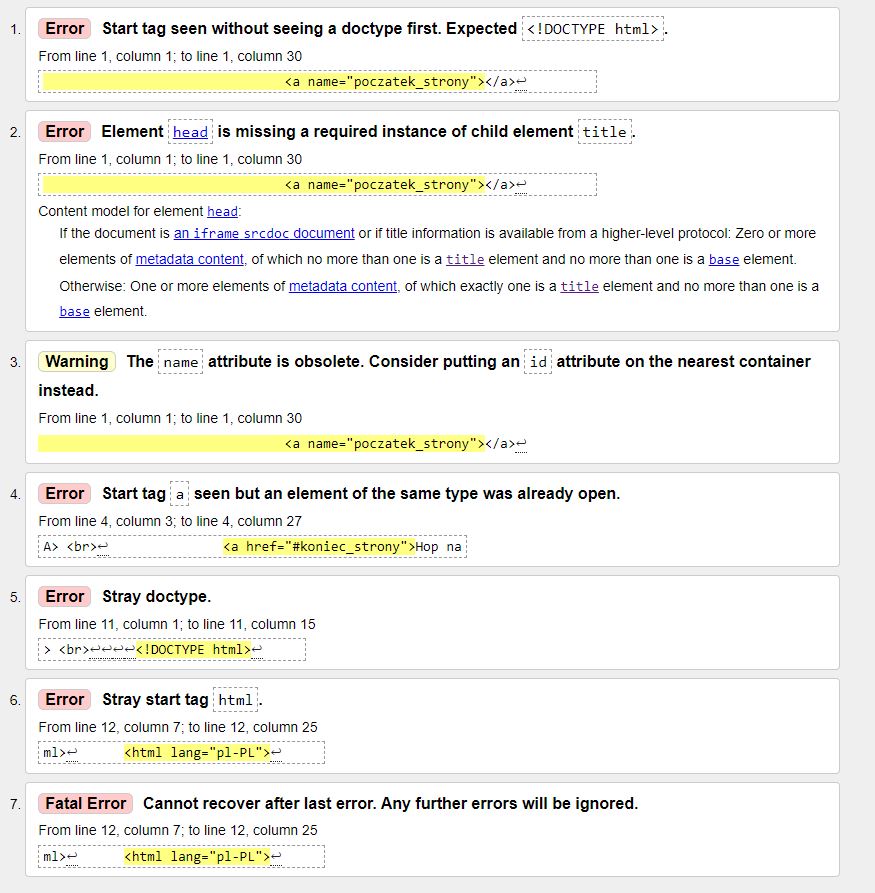 1. Error Start tag seen without seeing a doctype first. Expected <!DOCTYPE html>.
From line 1, column 1; to line 1, column 30
<a name="poczatek_strony"></a>↩
2. Error Element head is missing a required instance of child element title.
From line 1, column 1; to line 1, column 30
<a name="poczatek_strony"></a>↩
Content model for element head:
If the document is an iframe srcdoc document or if title information is available from a higher-level protocol: Zero or more
elements of metadata content, of which no more than one is a title element and no more than one is a base element.
Otherwise: One or more elements of metadata content, of which exactly one is a title element and no more than one is a
base element.
3. Warning The name attribute is obsolete. Consider putting an id attribute on the nearest container
instead.
From line 1, column 1; to line 1, column 30
<a name="poczatek_strony"></a>↩
4. Error Start tag a seen but an element of the same type was already open.
From line 4, column 3; to line 4, column 27
A> <br>↩ <a href="#koniec_strony">Hop na
5. Error Stray doctype.
From line 11, column 1; to line 11, column 15
> <br>↩↩↩↩<!DOCTYPE html>↩
6. Error Stray start tag html.
From line 12, column 7; to line 12, column 25
ml>↩ <html lang="pl-PL">↩
7. Fatal Error Cannot recover after last error. Any further errors will be ignored.
From line 12, column 7; to line 12, column 25
ml>↩ <html lang="pl-PL">↩